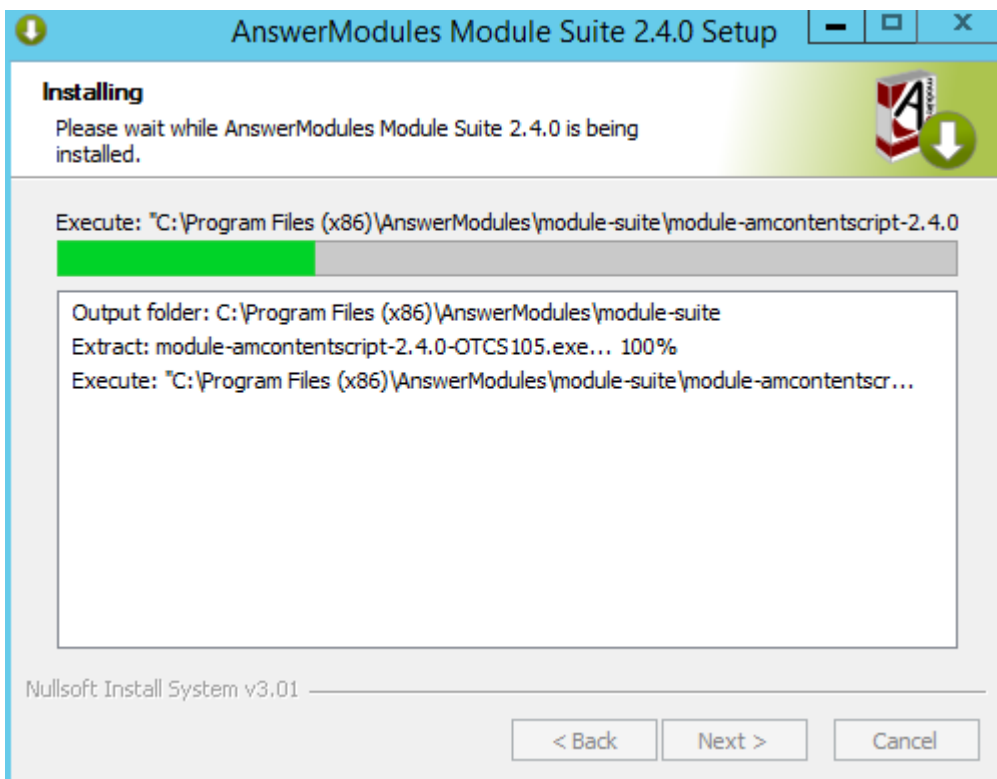 AnswerModules Module Suite 2.4.0 Setup
Installing
Please wait while AnswerModules Module Suite 2.4.0 is being
installed.
Execute: "C:\Program Files (x86)\AnswerModules\module-suite\module-amcontentscript-2.4.0
Output folder: C:\Program Files (x86)\AnswerModules\module-suite
Extract: module-amcontentscript-2.4.0-OTCS105.exe... 100%
Execute: "C:\Program Files (x86)\AnswerModules\module-suite\module-amcontentscr...
Nullsoft Install System v3.01
< Back
Next >
Cancel